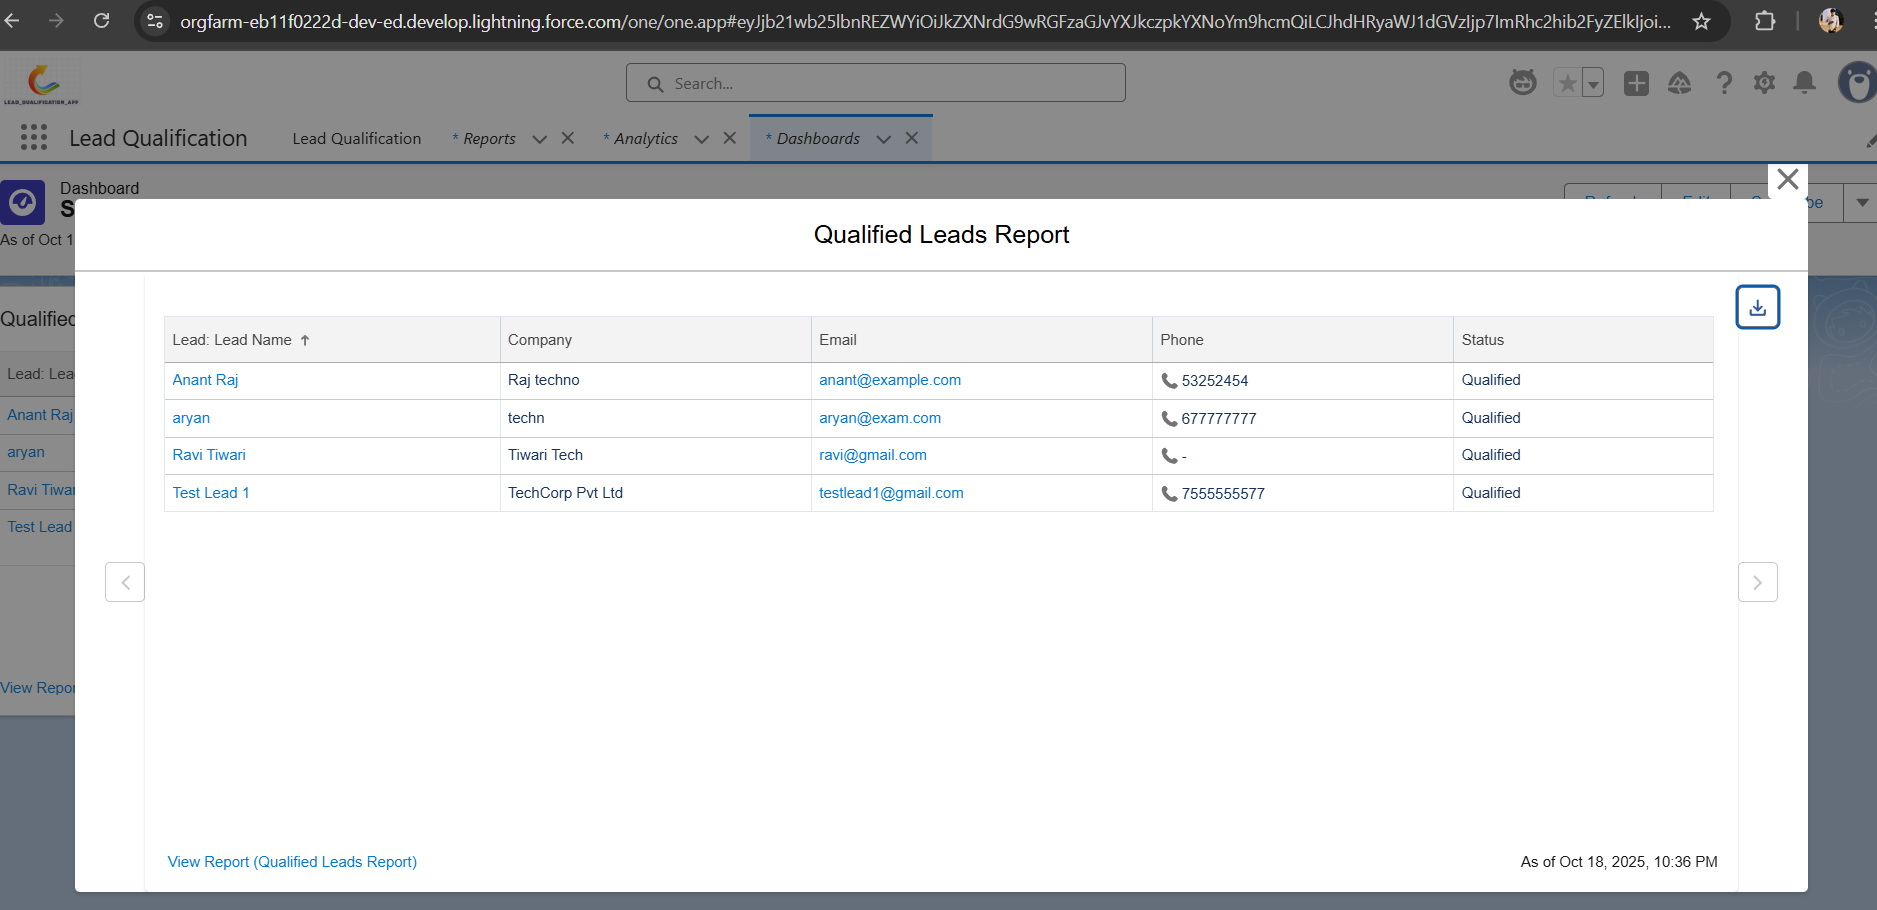 orgfarm-eb11f0222d-dev-ed.develop.lightning.force.com/one/one.app#eyJjb21wb25lbnREZWYiOiJkZXNrdG9wRGFzaGJvYXJkczpkYXNoYm9hcmQiLCJhdHRyaWJ1dGVzIjp7ImRhc2hib2FyZElkIjoi...
LEAD_QUALIFICATION_APP
Search...
Lead Qualification
Lead Qualification
* Reports
* Analytics
* Dashboards
Dashboard
S
As of Oct 1
Refresh Edit be
Qualified Leads Report
Qualified
Lead: Lead Name Company Email Phone Status
Anant Raj Raj techno anant@example.com 53252454 Qualified
aryan techn aryan@exam.com 677777777 Qualified
Ravi Tiwari Tiwari Tech ravi@gmail.com - Qualified
Test Lead 1 TechCorp Pvt Ltd testlead1@gmail.com 7555555577 Qualified
Lead: Lea
Anant Raj
aryan
Ravi Tiwar
Test Lead
View Repor
View Report (Qualified Leads Report)
As of Oct 18, 2025, 10:36 PM